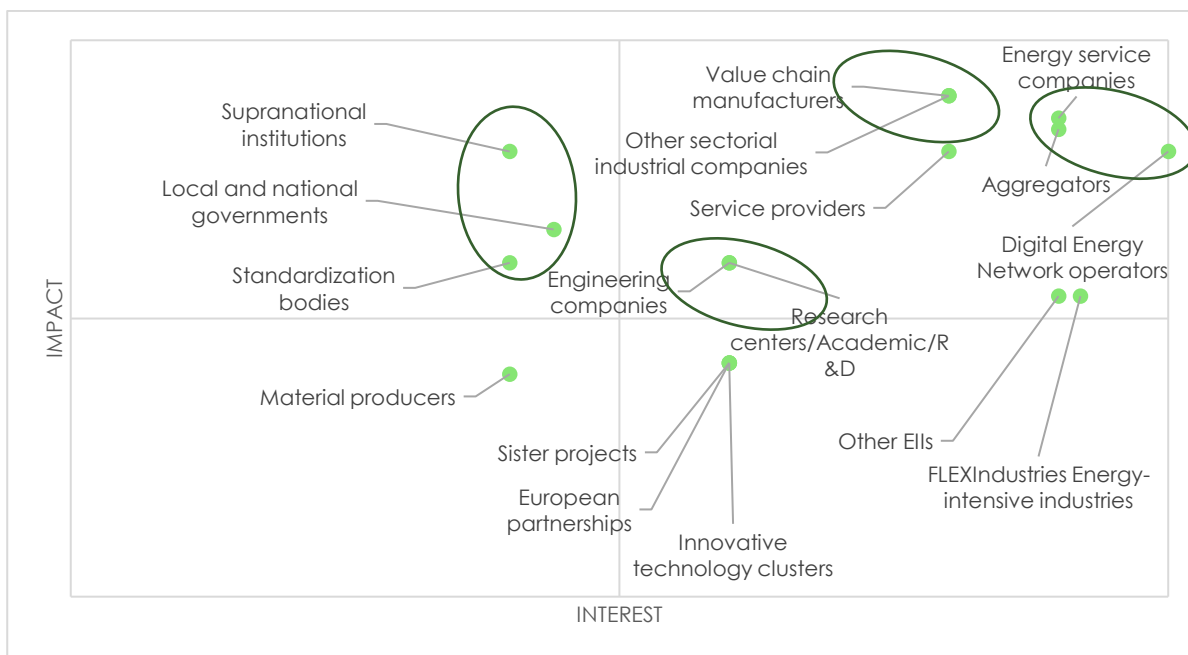 Energy service
companies
Value chain
manufacturers
Supranational
institutions
Other sectorial
industrial companies
Aggregators
Local and national
governments
Service providers
Digital Energy
Network operators
Standardization
bodies
Engineering
companies
Research
centers/Academic/R
&D
IMPACT
Material producers
Other EIIs
Sister projects
FLEXIndustries Energy-
intensive industries
European
partnerships
Innovative
technology clusters
INTEREST